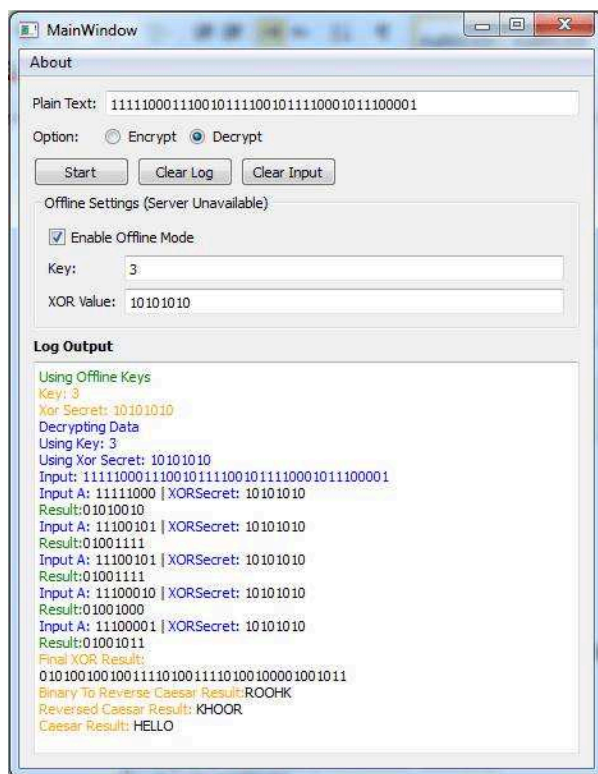 MainWindow
About
Plain Text: 1111100011100101111001011110001011100001
Option: Encrypt Decrypt
Start Clear Log Clear Input
Offline Settings (Server Unavailable)
Enable Offline Mode
Key: 3
XOR Value: 10101010
Log Output
Using Offline Keys
Key: 3
Xor Secret: 10101010
Decrypting Data
Using Key: 3
Using Xor Secret: 10101010
Input: 1111100011100101111001011110001011100001
Input A: 11111000 | XORSecret: 10101010
Result:01010010
Input A: 11100101 | XORSecret: 10101010
Result:01001111
Input A: 11100101 | XORSecret: 10101010
Result:01001111
Input A: 11100010 | XORSecret: 10101010
Result:01001000
Input A: 11100001 | XORSecret: 10101010
Result:01001011
Final XOR Result:
0101001001001111010011110100100001001011
Binary To Reverse Caesar Result:ROOHK
Reversed Caesar Result: KHOOR
Caesar Result: HELLO